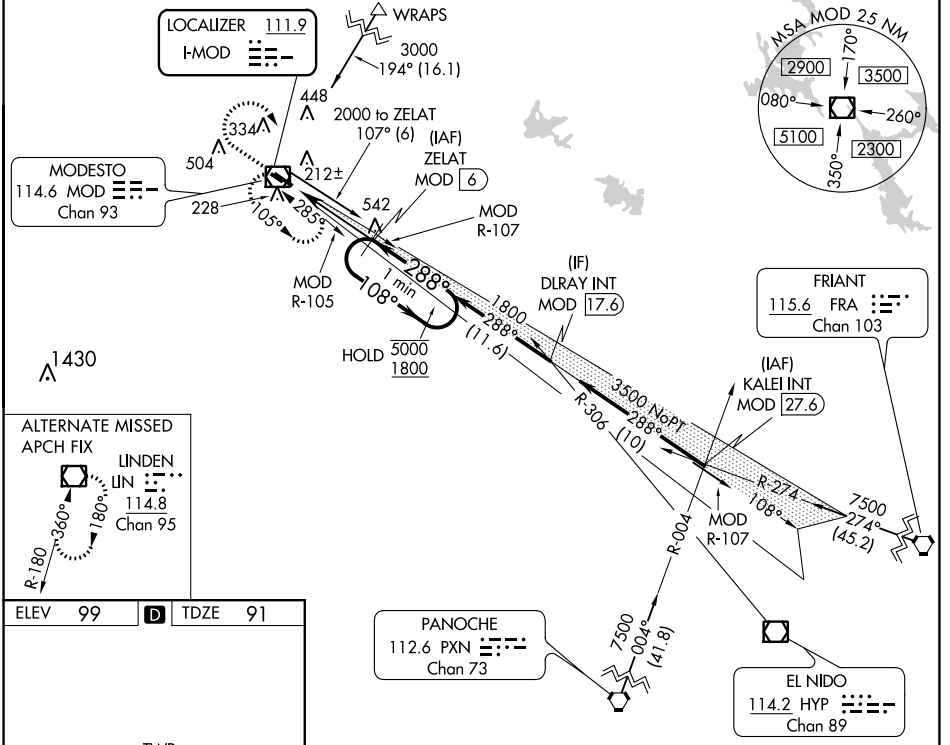 LOCALIZER 111.9
I-MOD
WRAPS
3000
194° (16.1)
MSA MOD 25 NM
170°
2900
3500
080°
260°
5100
2300
350°
448
334
504
212±
228
542
2000 to ZELAT
107° (6)
(IAF)
ZELAT
MOD 6
MODESTO
114.6 MOD
Chan 93
105°
285°
MOD
R-105
MOD
R-107
288°
1 min
108°
HOLD 5000
1800
(IF)
DLRAY INT
MOD 17.6
1800
288°
(11.6)
FRIANT
115.6 FRA
Chan 103
(IAF)
KALEI INT
MOD 27.6
3500 NoPT
288°
(10)
R-306
R-274
108°
MOD
R-107
7500
274°
(45.2)
R-004
7500
004°
(41.8)
1430
ALTERNATE MISSED
APCH FIX
LINDEN
LIN
114.8
Chan 95
360°
180°
R-180
PANOCHE
112.6 PXN
Chan 73
EL NIDO
114.2 HYP
Chan 89
ELEV 99 D TDZE 91